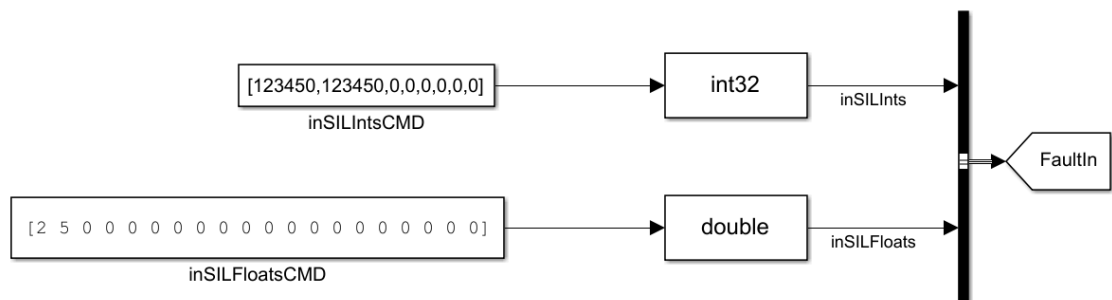 [123450,123450,0,0,0,0,0,0]
inSILIntsCMD
int32
inSILInts
FaultIn
[2 5 0 0 0 0 0 0 0 0 0 0 0 0 0 0 0 0 0 0]
inSILFloatsCMD
double
inSILFloats